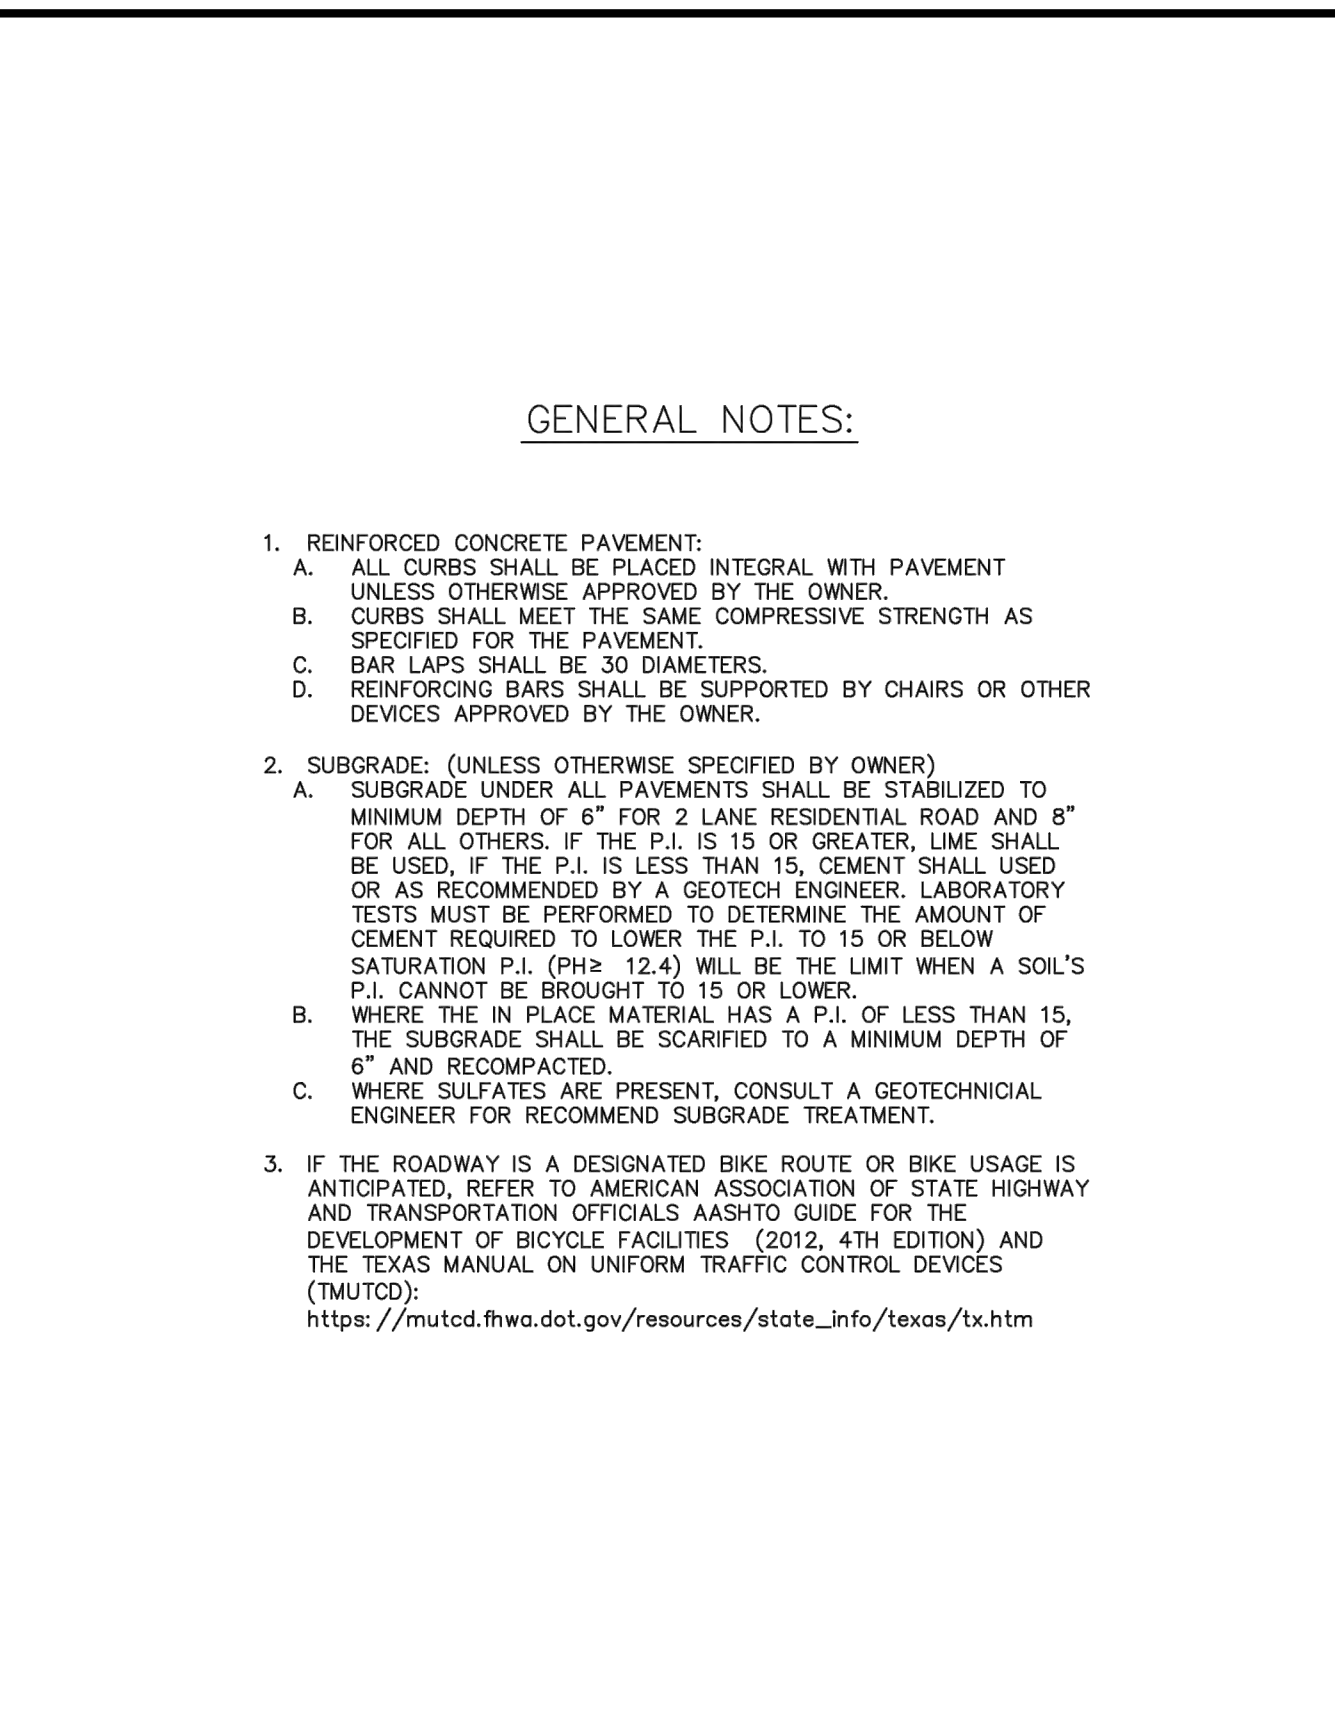 GENERAL NOTES:
1. REINFORCED CONCRETE PAVEMENT:
A. ALL CURBS SHALL BE PLACED INTEGRAL WITH PAVEMENT
UNLESS OTHERWISE APPROVED BY THE OWNER.
B. CURBS SHALL MEET THE SAME COMPRESSIVE STRENGTH AS
SPECIFIED FOR THE PAVEMENT.
C. BAR LAPS SHALL BE 30 DIAMETERS.
D. REINFORCING BARS SHALL BE SUPPORTED BY CHAIRS OR OTHER
DEVICES APPROVED BY THE OWNER.
2. SUBGRADE: (UNLESS OTHERWISE SPECIFIED BY OWNER)
A. SUBGRADE UNDER ALL PAVEMENTS SHALL BE STABILIZED TO
MINIMUM DEPTH OF 6” FOR 2 LANE RESIDENTIAL ROAD AND 8”
FOR ALL OTHERS. IF THE P.I. IS 15 OR GREATER, LIME SHALL
BE USED, IF THE P.I. IS LESS THAN 15, CEMENT SHALL USED
OR AS RECOMMENDED BY A GEOTECH ENGINEER. LABORATORY
TESTS MUST BE PERFORMED TO DETERMINE THE AMOUNT OF
CEMENT REQUIRED TO LOWER THE P.I. TO 15 OR BELOW
SATURATION P.I. (PH≥ 12.4) WILL BE THE LIMIT WHEN A SOIL'S
P.I. CANNOT BE BROUGHT TO 15 OR LOWER.
B. WHERE THE IN PLACE MATERIAL HAS A P.I. OF LESS THAN 15,
THE SUBGRADE SHALL BE SCARIFIED TO A MINIMUM DEPTH OF
6” AND RECOMPACTED.
C. WHERE SULFATES ARE PRESENT, CONSULT A GEOTECHNICIAL
ENGINEER FOR RECOMMEND SUBGRADE TREATMENT.
3. IF THE ROADWAY IS A DESIGNATED BIKE ROUTE OR BIKE USAGE IS
ANTICIPATED, REFER TO AMERICAN ASSOCIATION OF STATE HIGHWAY
AND TRANSPORTATION OFFICIALS AASHTO GUIDE FOR THE
DEVELOPMENT OF BICYCLE FACILITIES (2012, 4TH EDITION) AND
THE TEXAS MANUAL ON UNIFORM TRAFFIC CONTROL DEVICES
(TMUTCD):
https: //mutcd.fhwa.dot.gov/resources/state_info/texas/tx.htm